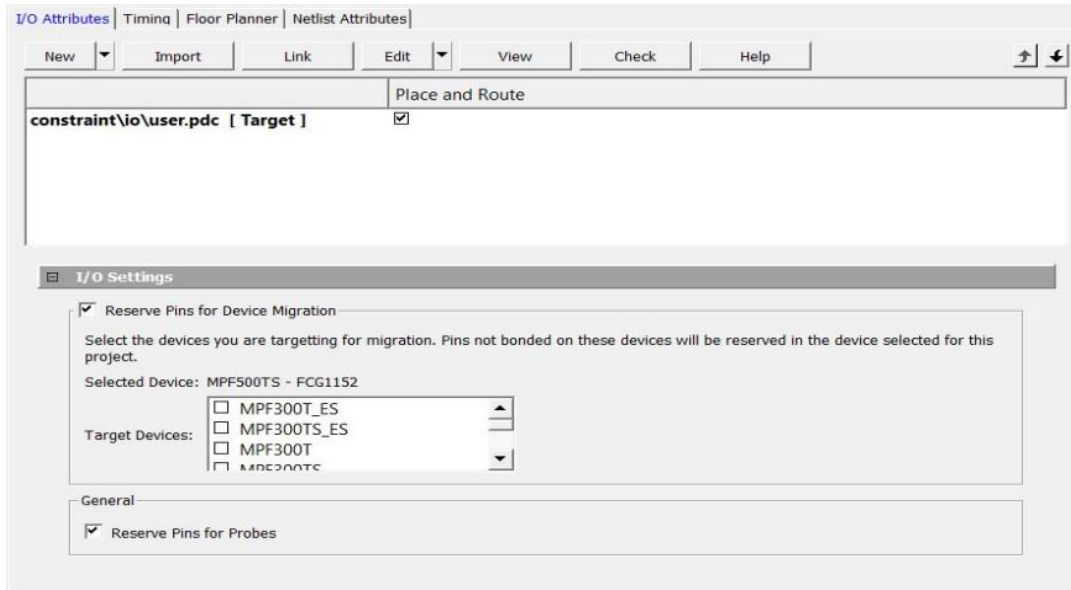 I/O Attributes Timing Floor Planner Netlist Attributes
New Import Link Edit View Check Help
Place and Route
constraint\io\user.pdc [ Target ]
I/O Settings
Reserve Pins for Device Migration
Select the devices you are targetting for migration. Pins not bonded on these devices will be reserved in the device selected for this
project.
Selected Device: MPF500TS - FCG1152
Target Devices:
MPF300T_ES
MPF300TS_ES
MPF300T
MPF300TS
General
Reserve Pins for Probes